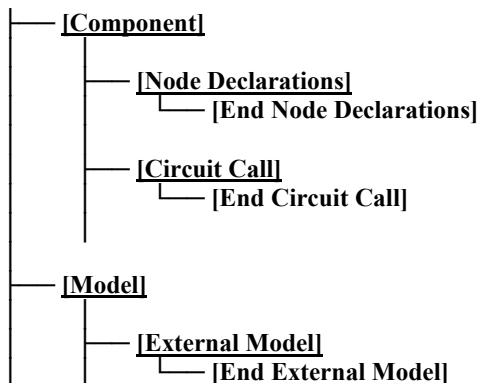 [Component]
[Node Declarations]
[End Node Declarations]
[Circuit Call]
[End Circuit Call]
[Model]
[External Model]
[End External Model]